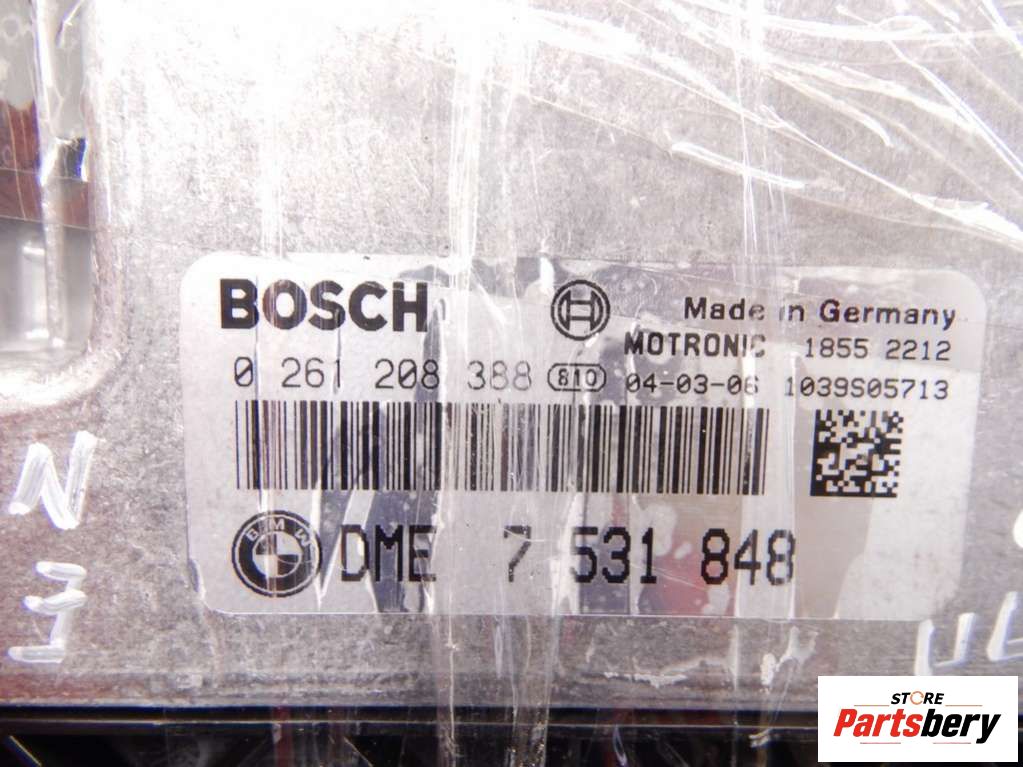 BOSCH
Made in Germany
MOTRONIC 1855 2212
0 261 208 388 810 04-03-06 1039S05713
BMW DME 7 531 848
STORE
Partsbery